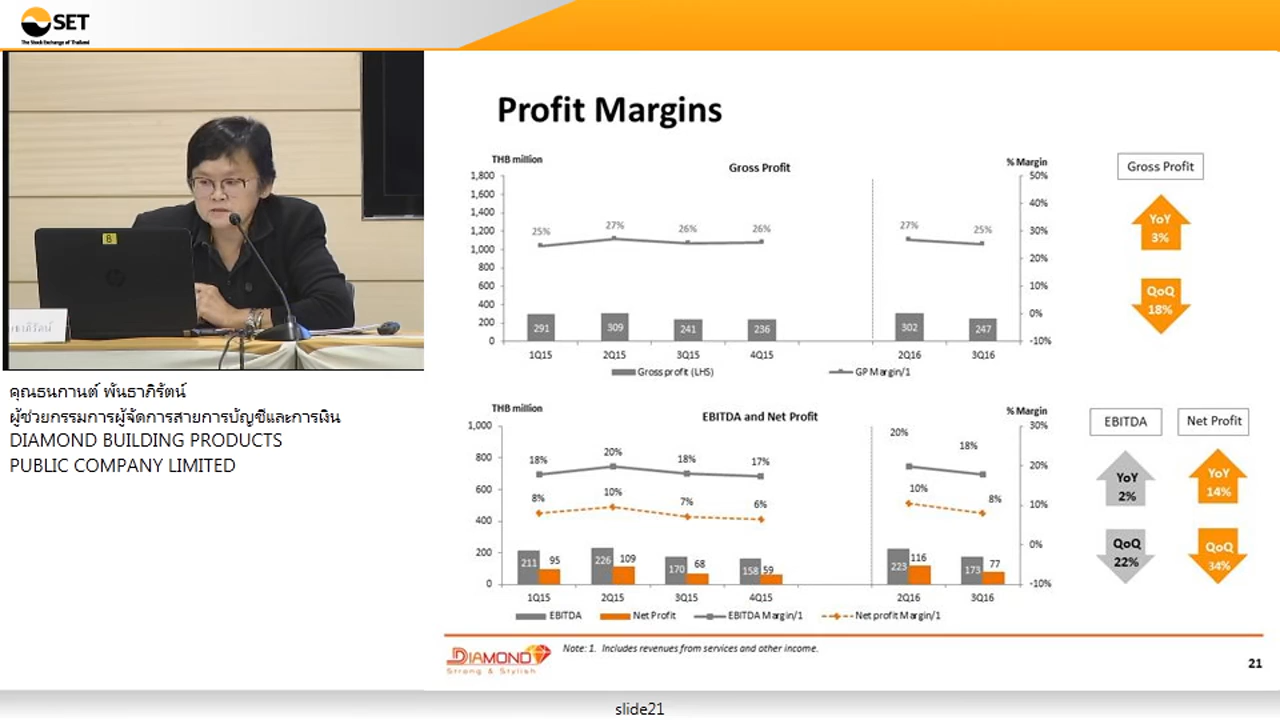 SET
The Stock Exchange of Thailand
8
คุณธนกานต์ พันธาภิรัตน์
ผู้ช่วยกรรมการผู้จัดการสายการบัญชีและการเงิน
DIAMOND BUILDING PRODUCTS
PUBLIC COMPANY LIMITED
Profit Margins
THB million
Gross Profit
% Margin
1,800
1,600
1,400
1,200
1,000
800
600
400
200
0
25%
27%
26%
26%
27%
25%
291
309
241
236
302
247
50%
40%
30%
20%
10%
0%
-10%
1Q15 2Q15 3Q15 4Q15 2Q16 3Q16
Gross profit (LHS) GP Margin/1
Gross Profit
YoY
3%
QoQ
18%
THB million
EBITDA and Net Profit
% Margin
1,000
800
600
400
200
0
18%
20%
18%
17%
20%
18%
8%
10%
7%
6%
10%
8%
211 95
226 109
170 68
158 59
223 116
173 77
30%
20%
10%
0%
-10%
1Q15 2Q15 3Q15 4Q15 2Q16 3Q16
EBITDA Net Profit EBITDA Margin/1 Net profit Margin/1
EBITDA Net Profit
YoY
2%
YoY
14%
QoQ
22%
QoQ
34%
DIAMOND
Strong & Stylish
Note: 1. Includes revenues from services and other income.
21
slide21